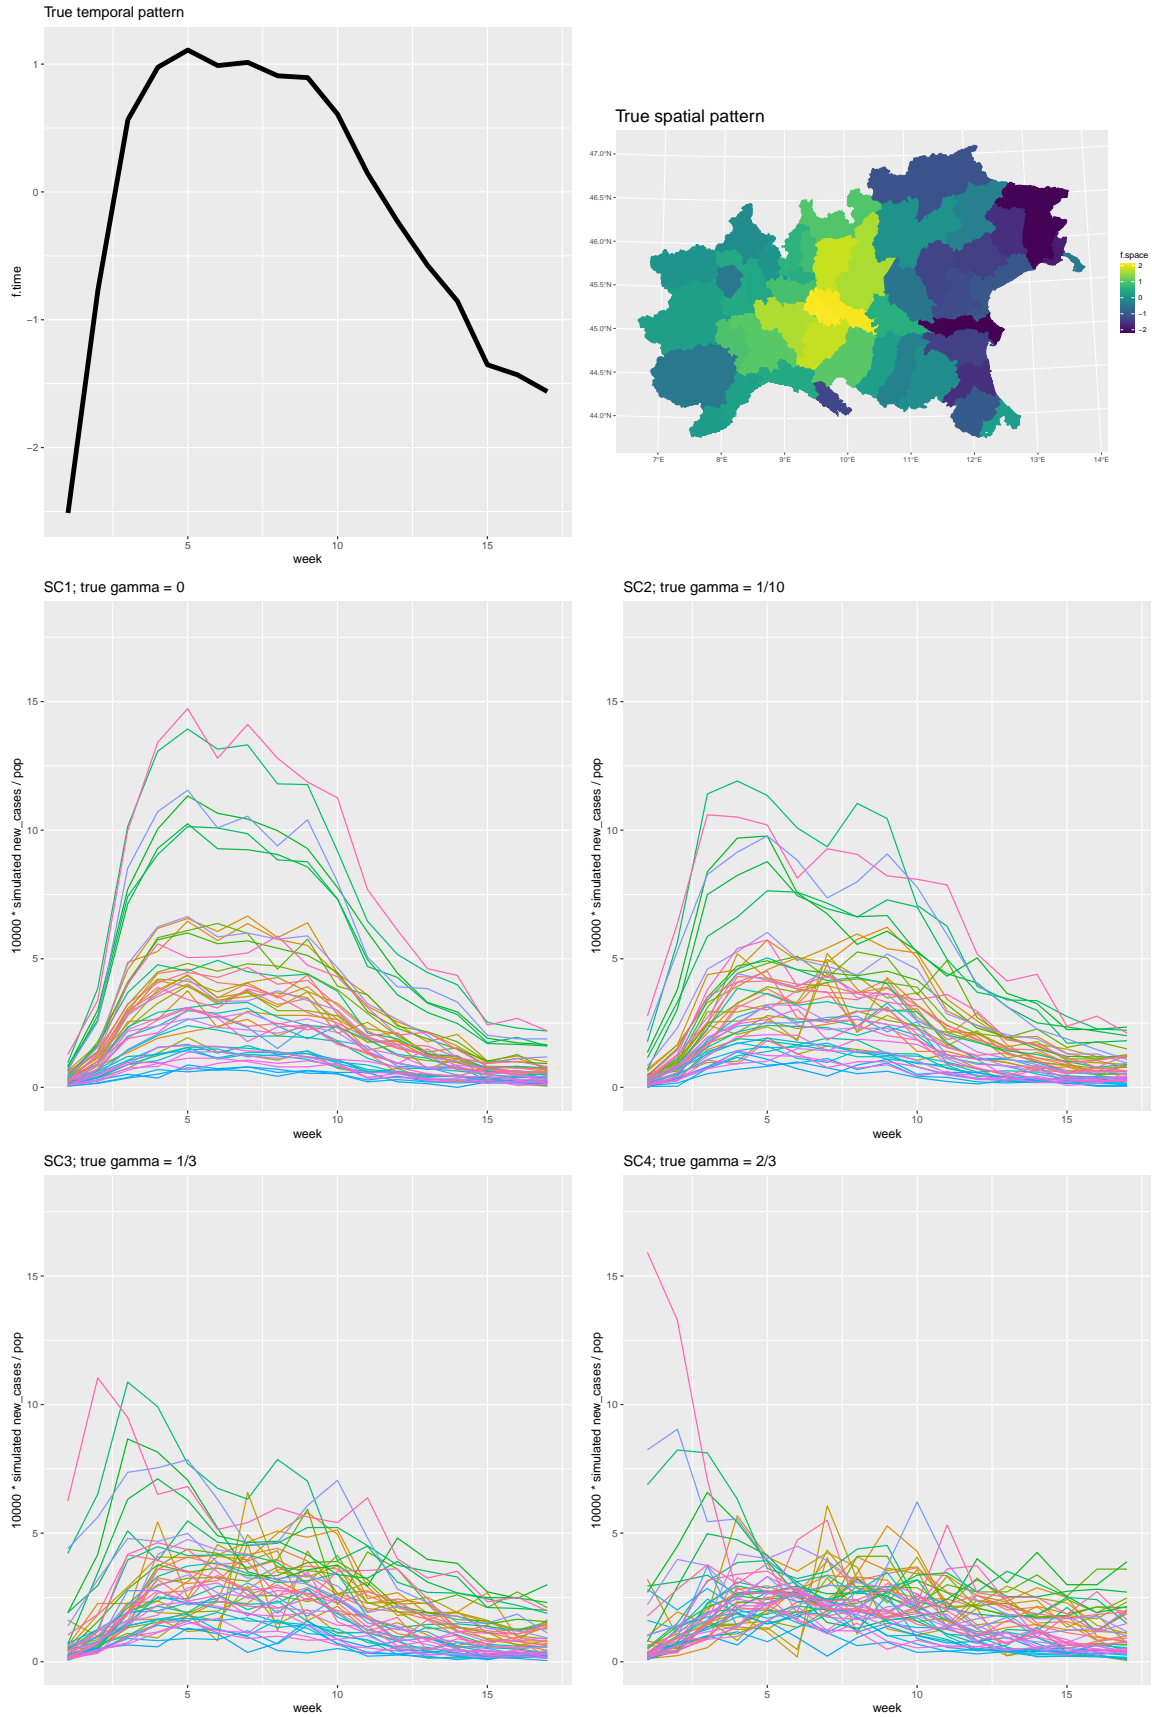 True temporal pattern
1
0
−1
−2
f.time
5
10
15
week
True spatial pattern
47.0°N
46.5°N
46.0°N
45.5°N
45.0°N
44.5°N
44.0°N
7°E
8°E
9°E
10°E
11°E
12°E
13°E
14°E
f.space
2
1
0
−1
−2
SC1; true gamma = 0
15
10
5
0
10000 * simulated new_cases / pop
5
10
15
week
SC2; true gamma = 1/10
15
10
5
0
10000 * simulated new_cases / pop
5
10
15
week
SC3; true gamma = 1/3
15
10
5
0
10000 * simulated new_cases / pop
5
10
15
week
SC4; true gamma = 2/3
15
10
5
0
10000 * simulated new_cases / pop
5
10
15
week